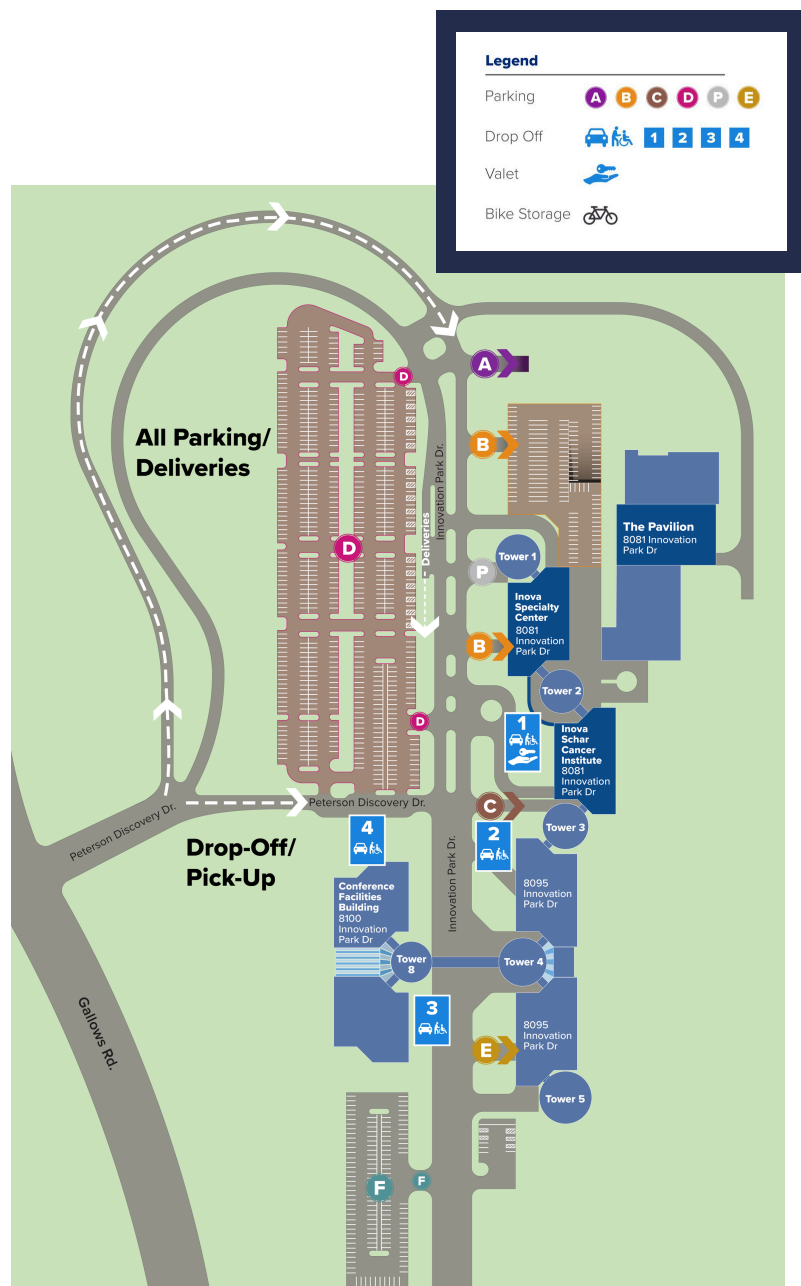 Legend
Parking A B C D P E
Drop Off 1 2 3 4
Valet
Bike Storage
A
D
All Parking/
Deliveries
B
Innovation Park Dr.
Deliveries
D
The Pavilion
8081 Innovation
Park Dr
Tower 1
P
Inova
Specialty
Center
8081
Innovation
Park Dr
B
Tower 2
D
1
Inova
Schar
Cancer
Institute
8081
Innovation
Park Dr
Peterson Discovery Dr.
Peterson Discovery Dr.
C
Drop-Off/
Pick-Up
4
2
Tower 3
Innovation Park Dr.
Conference
Facilities
Building
8100
Innovation
Park Dr
8095
Innovation
Park Dr
Tower
8
Tower 4
3
Gallows Rd.
8095
Innovation
Park Dr
E
Tower 5
F
F